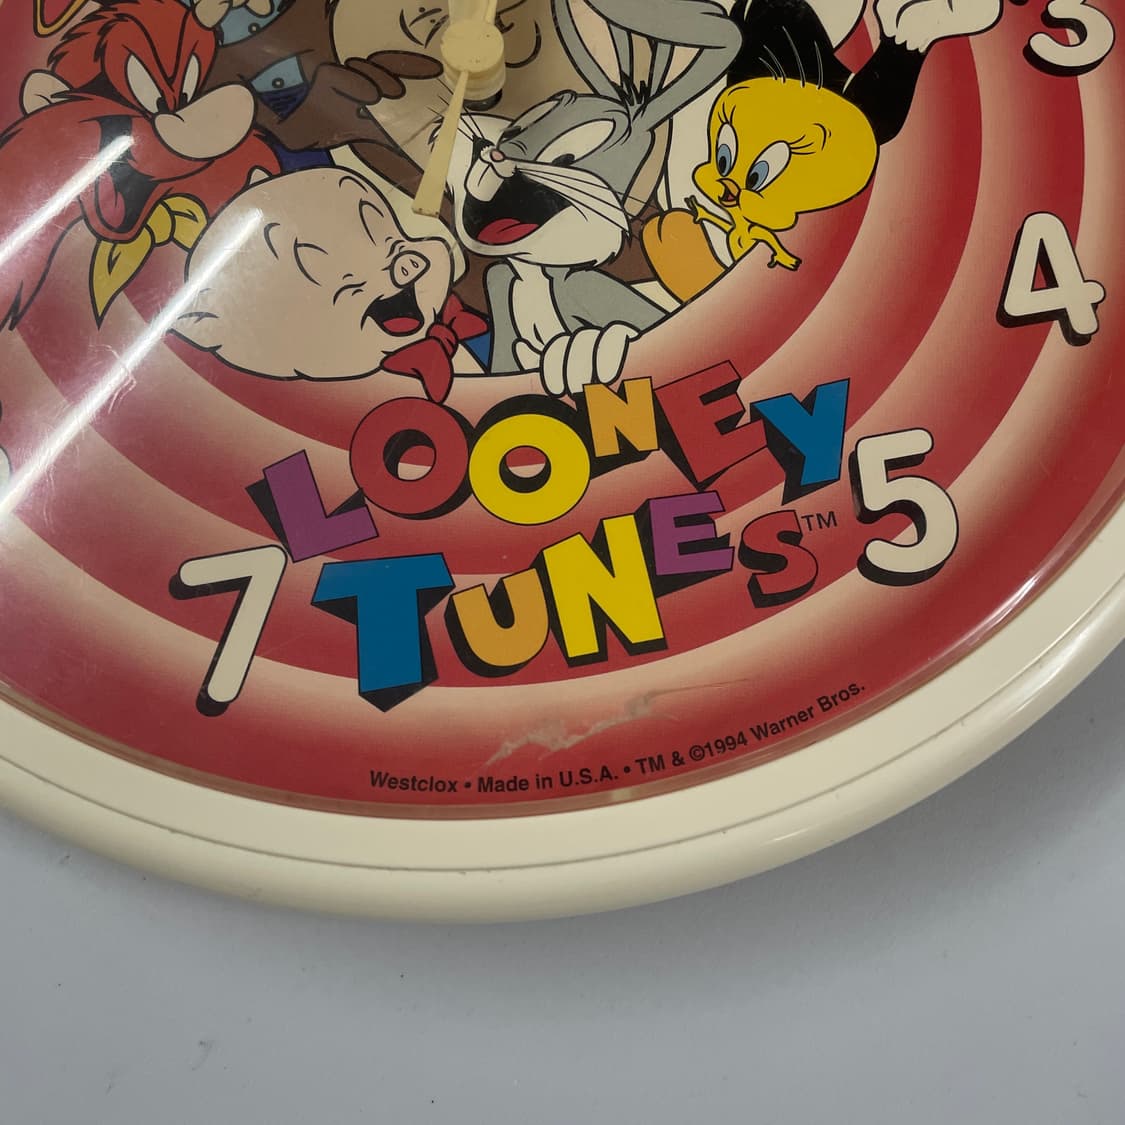 3
4
LOONEY
5
7
TUNES™
Westclox • Made in U.S.A. • TM & ©1994 Warner Bros.